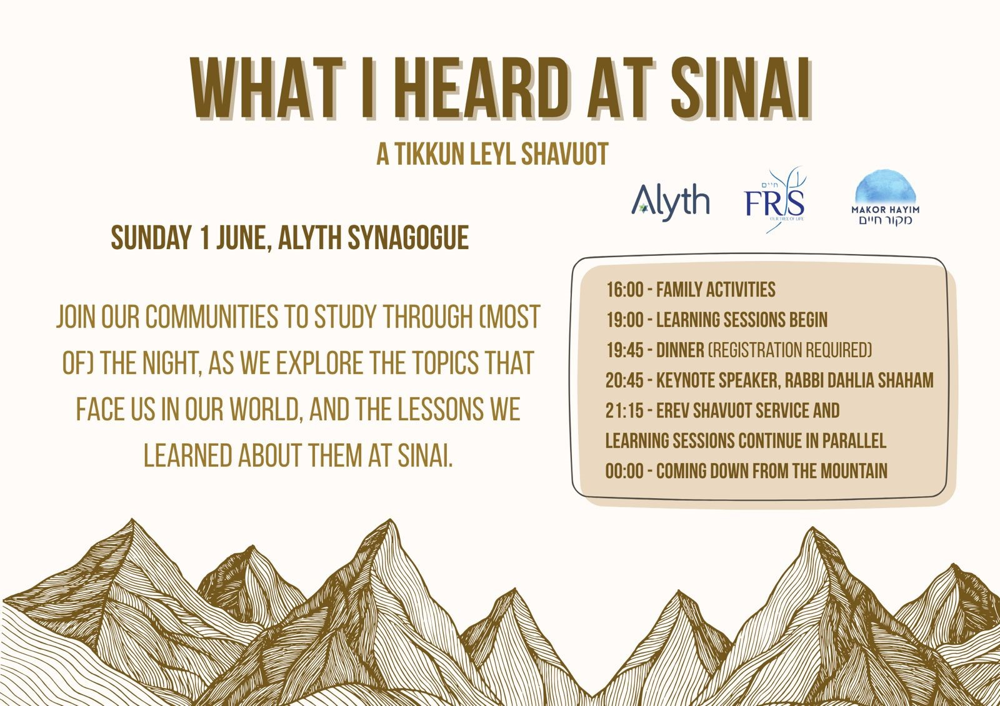 WHAT I HEARD AT SINAI
A TIKKUN LEYL SHAVUOT
Alyth
חיים
FRS
OUR TREE OF LIFE
MAKOR HAYIM
מקור חיים
SUNDAY 1 JUNE, ALYTH SYNAGOGUE
JOIN OUR COMMUNITIES TO STUDY THROUGH (MOST
OF) THE NIGHT, AS WE EXPLORE THE TOPICS THAT
FACE US IN OUR WORLD, AND THE LESSONS WE
LEARNED ABOUT THEM AT SINAI.
16:00 - FAMILY ACTIVITIES
19:00 - LEARNING SESSIONS BEGIN
19:45 - DINNER (REGISTRATION REQUIRED)
20:45 - KEYNOTE SPEAKER, RABBI DAHLIA SHAHAM
21:15 - EREV SHAVUOT SERVICE AND
LEARNING SESSIONS CONTINUE IN PARALLEL
00:00 - COMING DOWN FROM THE MOUNTAIN